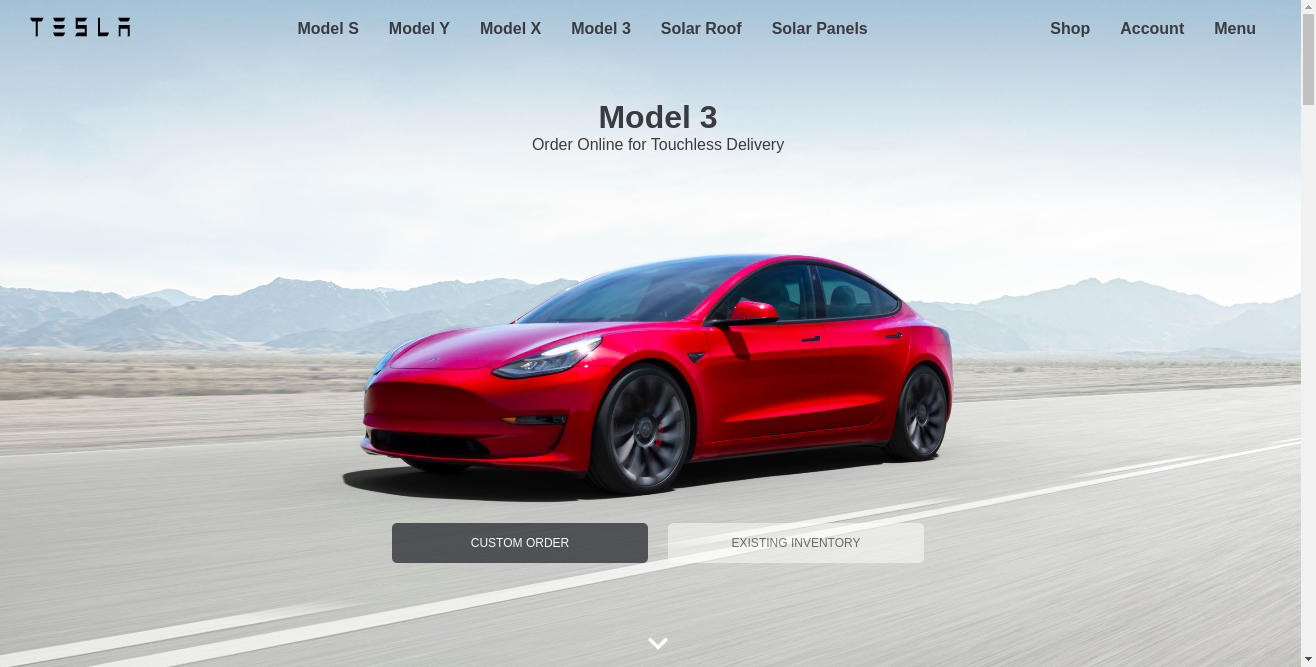 TESLA
Model S Model Y Model X Model 3 Solar Roof Solar Panels Shop Account Menu
Model 3
Order Online for Touchless Delivery
CUSTOM ORDER EXISTING INVENTORY